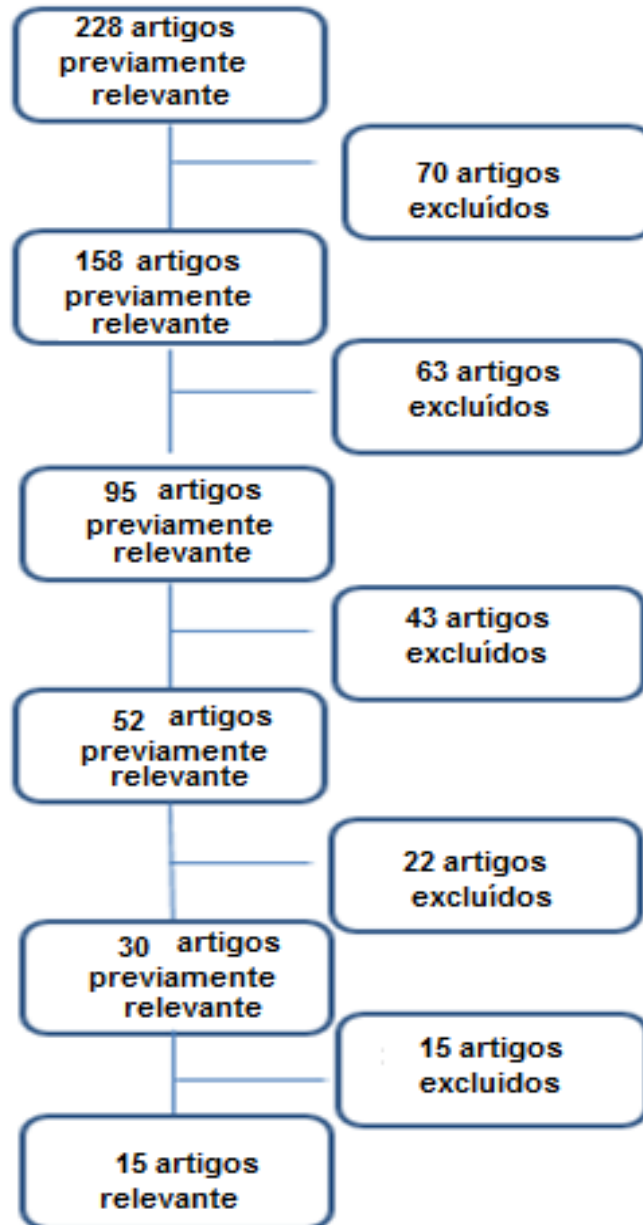 228 artigos
previamente
relevante
70 artigos
excluídos
158 artigos
previamente
relevante
63 artigos
excluídos
95 artigos
previamente
relevante
43 artigos
excluídos
52 artigos
previamente
relevante
22 artigos
excluídos
30 artigos
previamente
relevante
15 artigos
excluidos
15 artigos
relevante